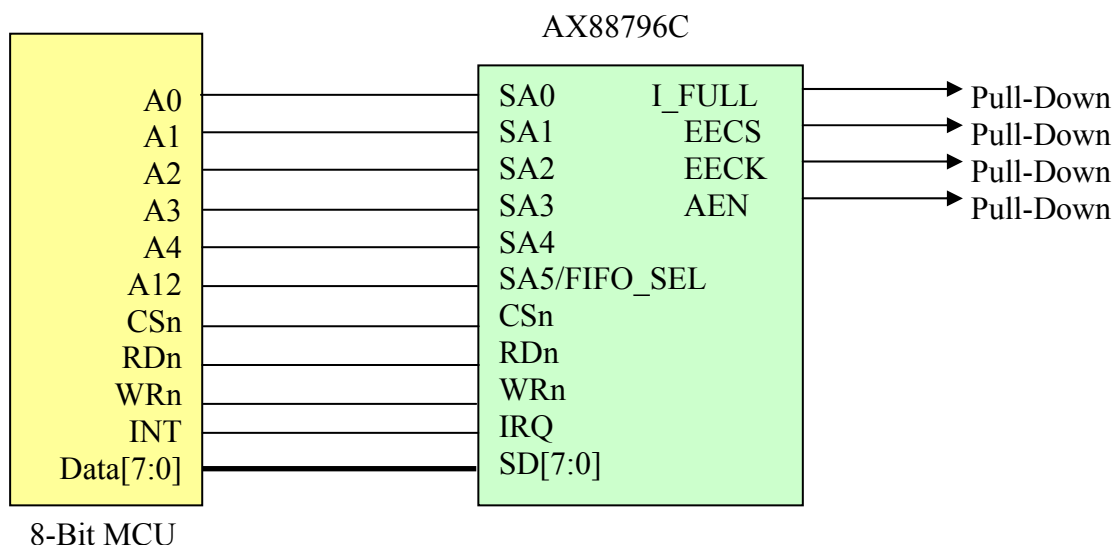 AX88796C
A0
A1
A2
A3
A4
A12
CSn
RDn
WRn
INT
Data[7:0]
8-Bit MCU
SA0 I_FULL
SA1 EECS
SA2 EECK
SA3 AEN
SA4
SA5/FIFO_SEL
CSn
RDn
WRn
IRQ
SD[7:0]
Pull-Down
Pull-Down
Pull-Down
Pull-Down